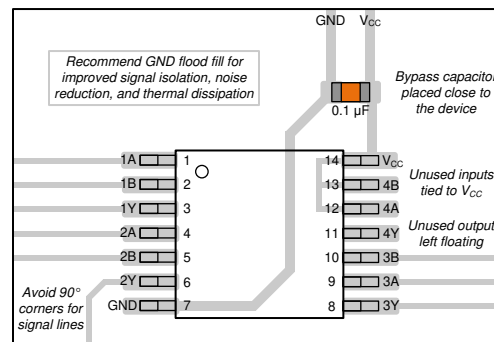 GND VCC
Recommend GND flood fill for
improved signal isolation, noise
reduction, and thermal dissipation
Bypass capacitor
placed close to
the device
0.1 µF
1A 1 14 VCC
1B 2 13 4B
1Y 3 12 4A
2A 4 11 4Y
2B 5 10 3B
2Y 6 9 3A
GND 7 8 3Y
Unused inputs
tied to VCC
Unused output
left floating
Avoid 90°
corners for
signal lines